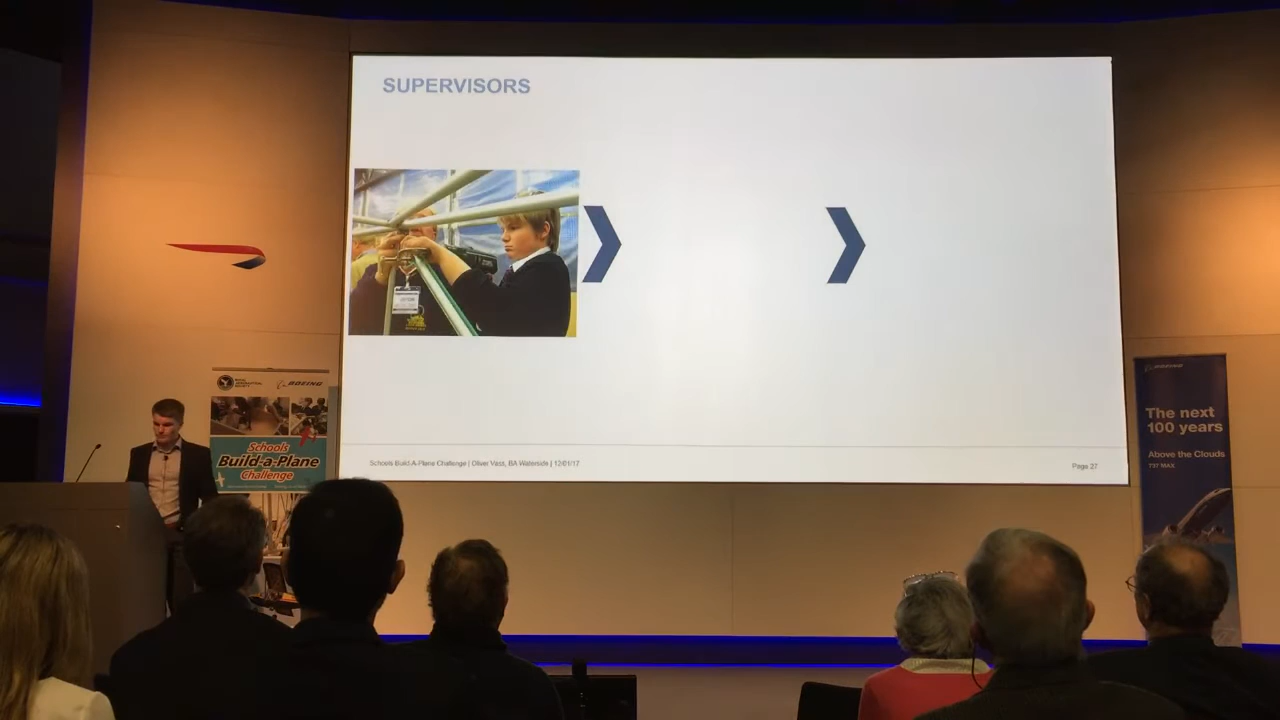 SUPERVISORS
Schools Build-A-Plane Challenge | Oliver Vass, BA Waterside | 12/01/17
Page 27
BOEING
Schools
Build-a-Plane
Challenge
The next
100 years
Above the Clouds
737 MAX